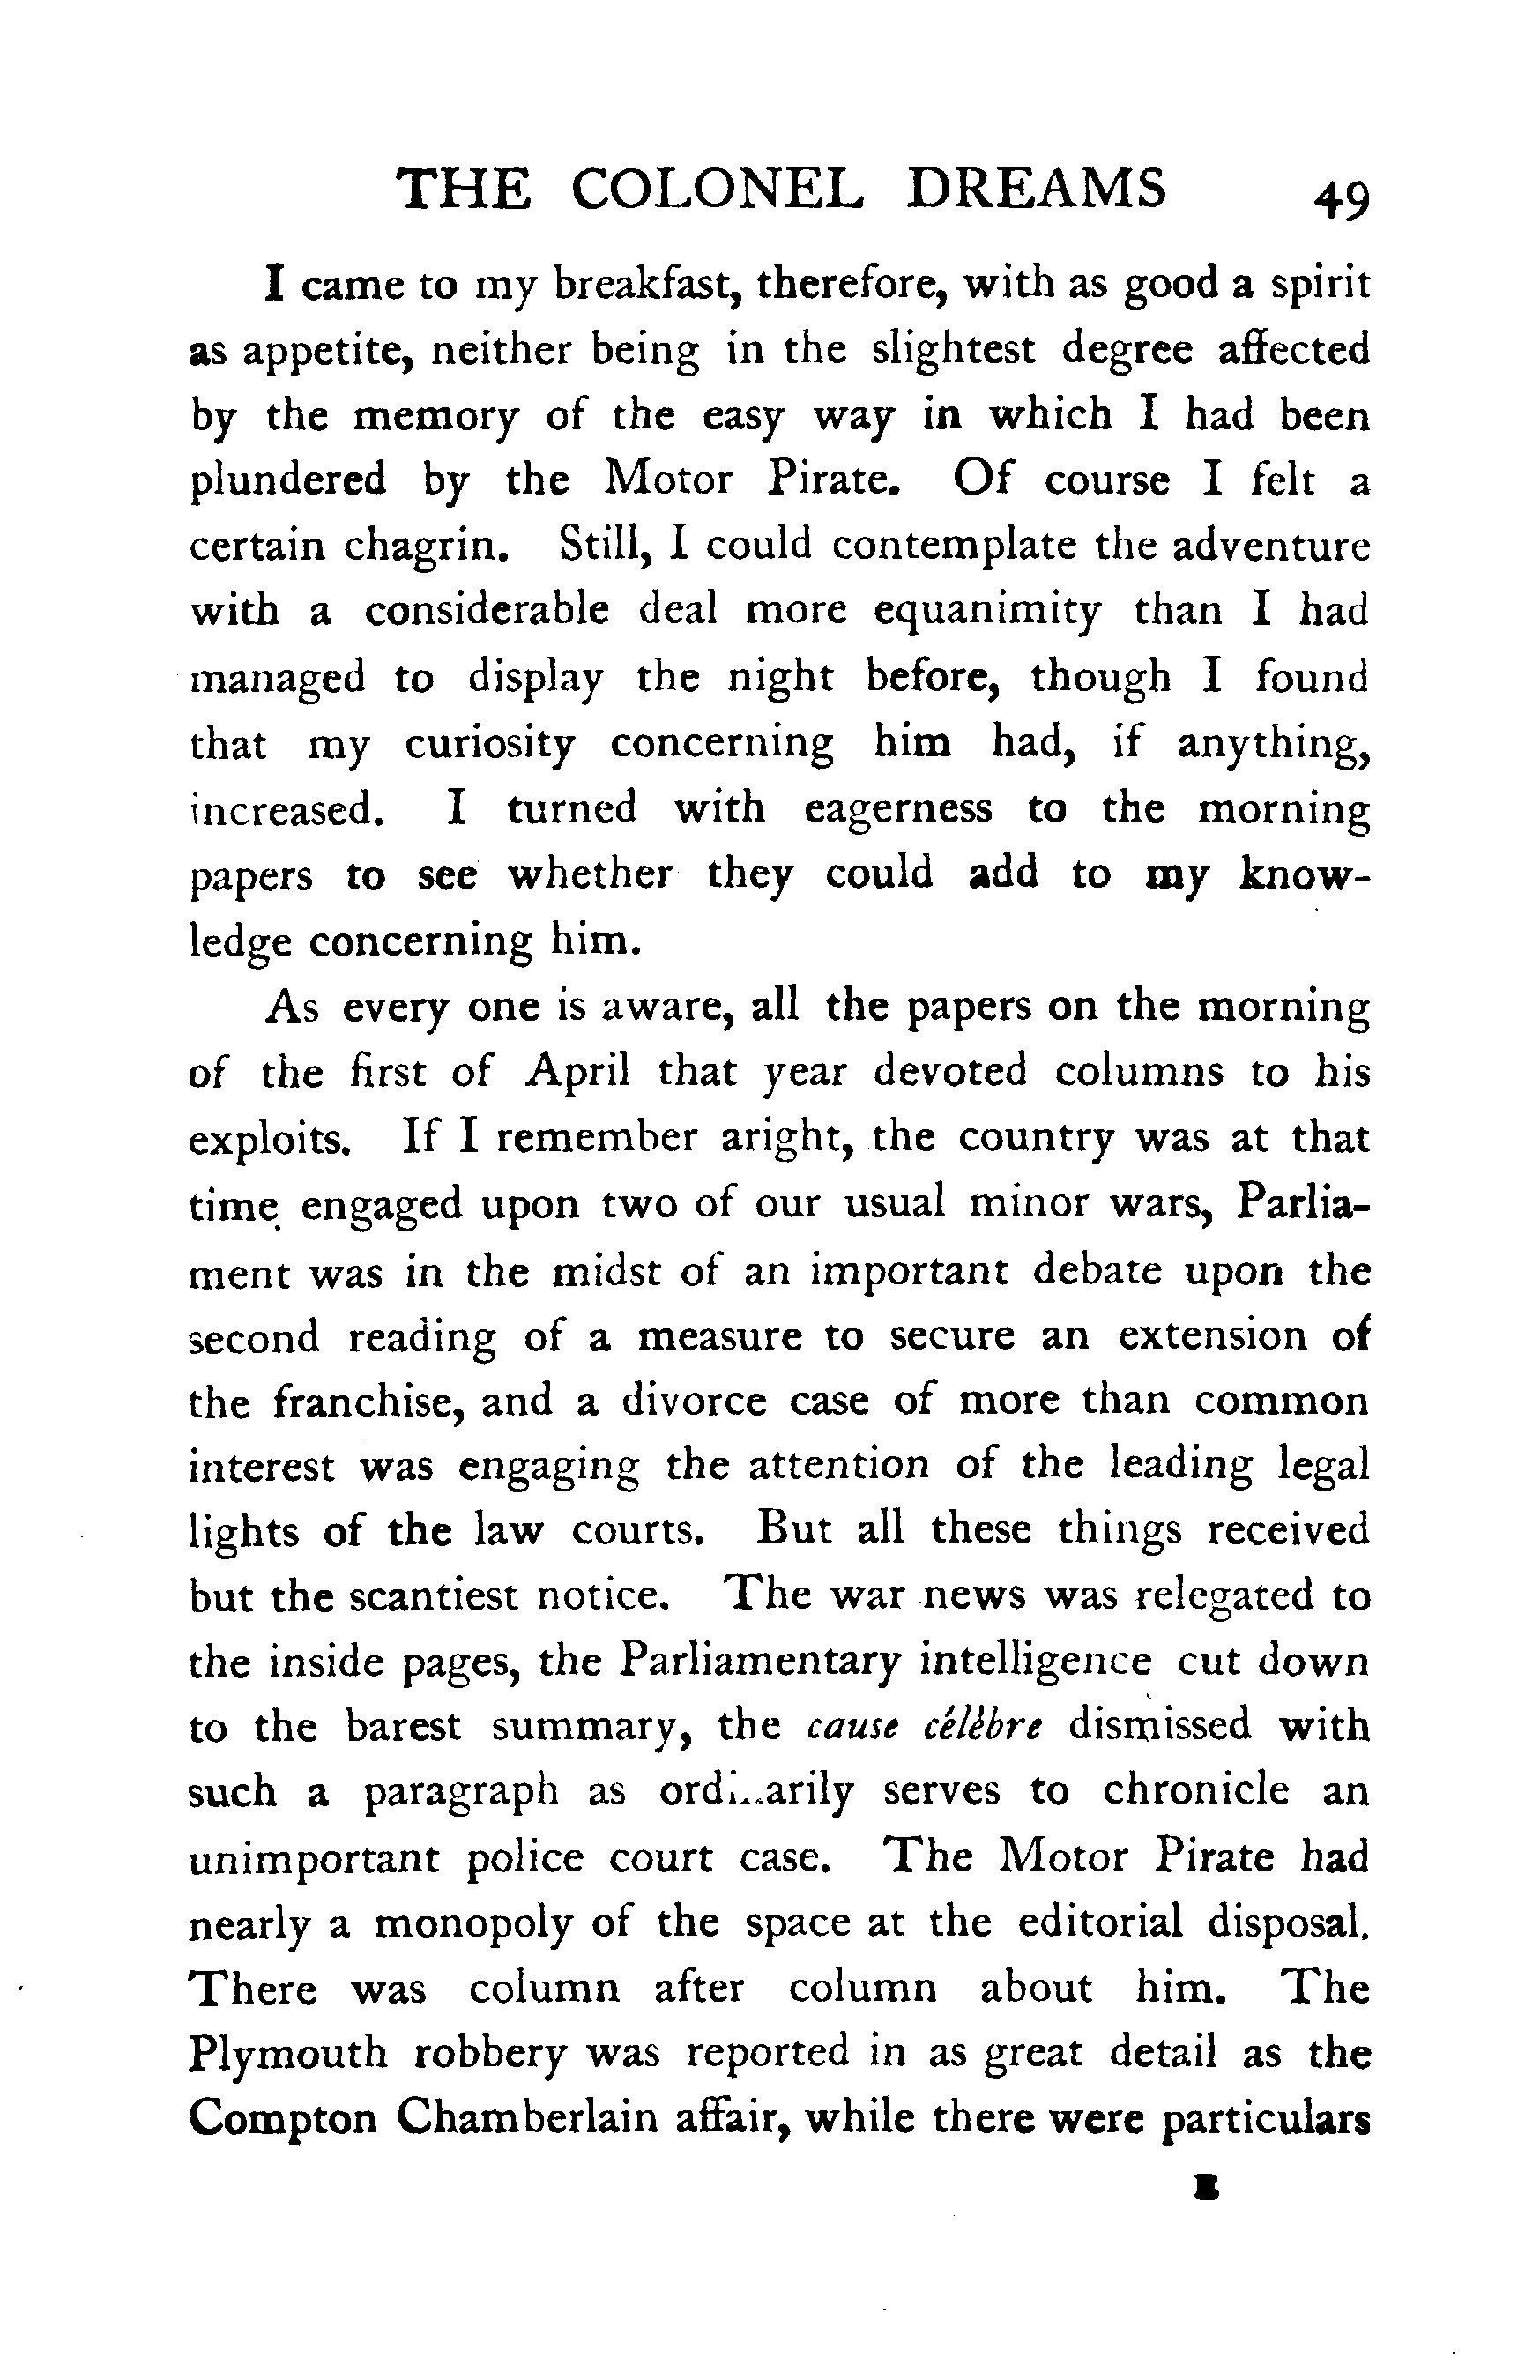 THE COLONEL DREAMS 49
I came to my breakfast, therefore, with as good a spirit
as appetite, neither being in the slightest degree affected
by the memory of the easy way in which I had been
plundered by the Motor Pirate. Of course I felt a
certain chagrin. Still, I could contemplate the adventure
with a considerable deal more equanimity than I had
managed to display the night before, though I found
that my curiosity concerning him had, if anything,
increased. I turned with eagerness to the morning
papers to see whether they could add to my know-
ledge concerning him.
As every one is aware, all the papers on the morning
of the first of April that year devoted columns to his
exploits. If I remember aright, the country was at that
time engaged upon two of our usual minor wars, Parlia-
ment was in the midst of an important debate upon the
second reading of a measure to secure an extension of
the franchise, and a divorce case of more than common
interest was engaging the attention of the leading legal
lights of the law courts. But all these things received
but the scantiest notice. The war news was relegated to
the inside pages, the Parliamentary intelligence cut down
to the barest summary, the cause célèbre dismissed with
such a paragraph as ordinarily serves to chronicle an
unimportant police court case. The Motor Pirate had
nearly a monopoly of the space at the editorial disposal.
There was column after column about him. The
Plymouth robbery was reported in as great detail as the
Compton Chamberlain affair, while there were particulars
E